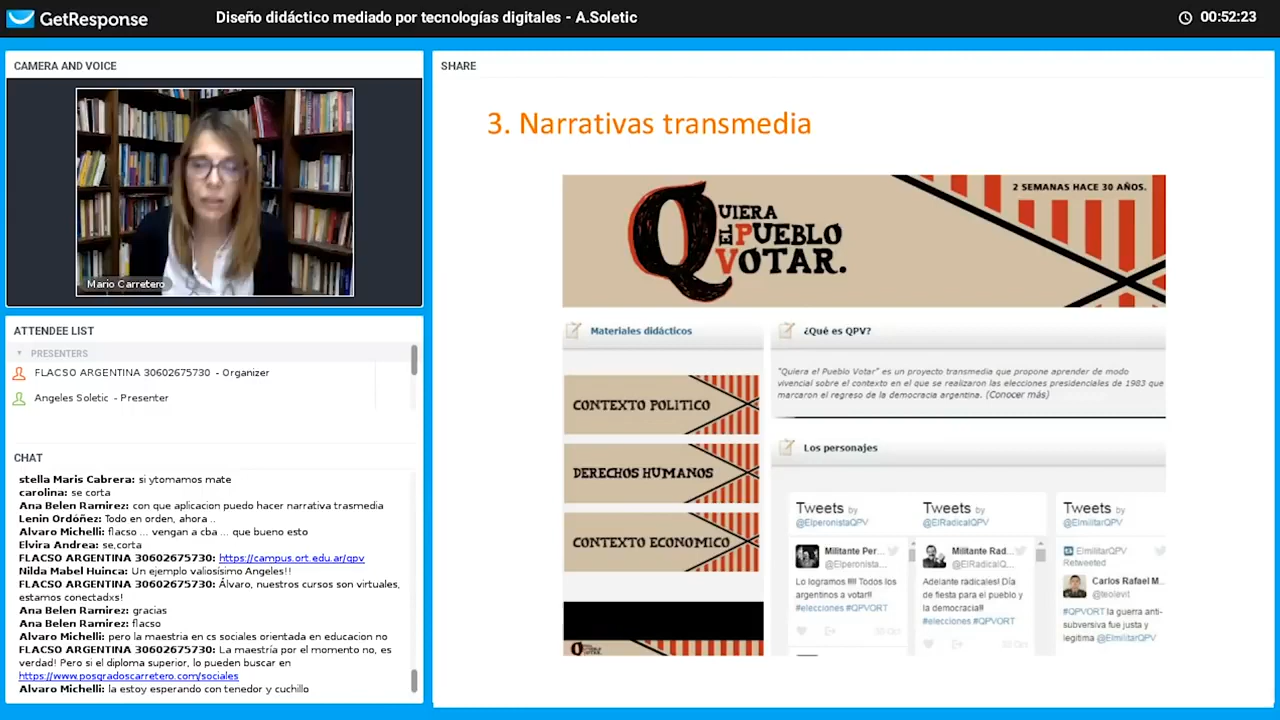 GetResponse
Diseño didáctico mediado por tecnologías digitales - A.Soletic
00:52:23
CAMERA AND VOICE
Mario Carretero
ATTENDEE LIST
PRESENTERS
FLACSO ARGENTINA 30602675730 - Organizer
Angeles Soletic - Presenter
CHAT
stella Maris Cabrera: si ytomamos mate
carolina: se corta
Ana Belen Ramirez: con que aplicacion puedo hacer narrativa trasmedia
Lenin Ordóñez: Todo en orden, ahora ..
Alvaro Michelli: flacso ... vengan a cba ... que bueno esto
Elvira Andrea: se,corta
FLACSO ARGENTINA 30602675730: https://campus.ort.edu.ar/qpv
Nilda Mabel Huinca: Un ejemplo valiosísimo Angeles!!
FLACSO ARGENTINA 30602675730: Álvaro, nuestros cursos son virtuales,
estamos conectadxs!
Ana Belen Ramirez: gracias
Ana Belen Ramirez: flacso
Alvaro Michelli: pero la maestria en cs sociales orientada en educacion no
FLACSO ARGENTINA 30602675730: La maestría por el momento no, es
verdad! Pero si el diploma superior, lo pueden buscar en
https://www.posgradoscarretero.com/sociales
Alvaro Michelli: la estoy esperando con tenedor y cuchillo
SHARE
3. Narrativas transmedia
QUIERA
EL PUEBLO
VOTAR.
2 SEMANAS HACE 30 AÑOS.
Materiales didácticos
CONTEXTO POLITICO
DERECHOS HUMANOS
CONTEXTO ECONOMICO
¿Qué es QPV?
"Quiera el Pueblo Votar" es un proyecto transmedia que propone aprender de modo
vivencial sobre el contexto en el que se realizaron las elecciones presidenciales de 1983 que
marcaron el regreso de la democracia argentina. (Conocer más)
Los personajes
Tweets by
@ElperonistaQPV
Militante Per...
@ElPeronista...
Lo logramos !!!! Todos los
argentinos a votar!!
#elecciones #QPVORT
Tweets by
@ElRadicalQPV
Militante Rad...
@ElRadicalQ...
Adelante radicales! Día
de fiesta para el pueblo y
la democracia!!
#elecciones #QPVORT
Tweets by
@ElmilitarQPV
ElmilitarQPV
Retweeted
Carlos Rafael M...
@teolevit
#QPVORT la guerra anti-
subversiva fue justa y
legitima @ElmilitarQPV